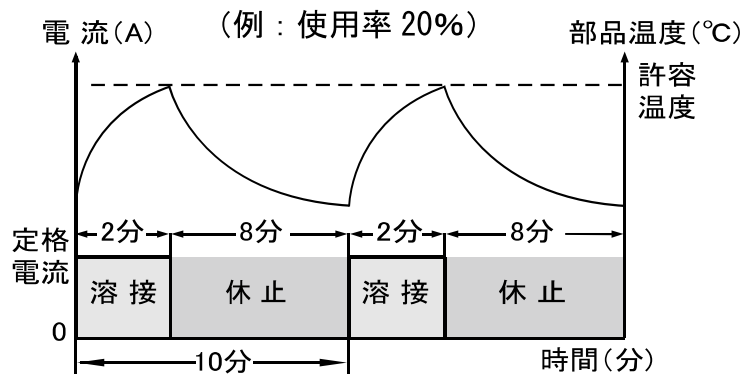 電流(A)
(例:使用率20%)
部品温度(℃)
許容
温度
2分
8分
2分
8分
定格
電流
溶接
休止
溶接
休止
0
10分
時間(分)